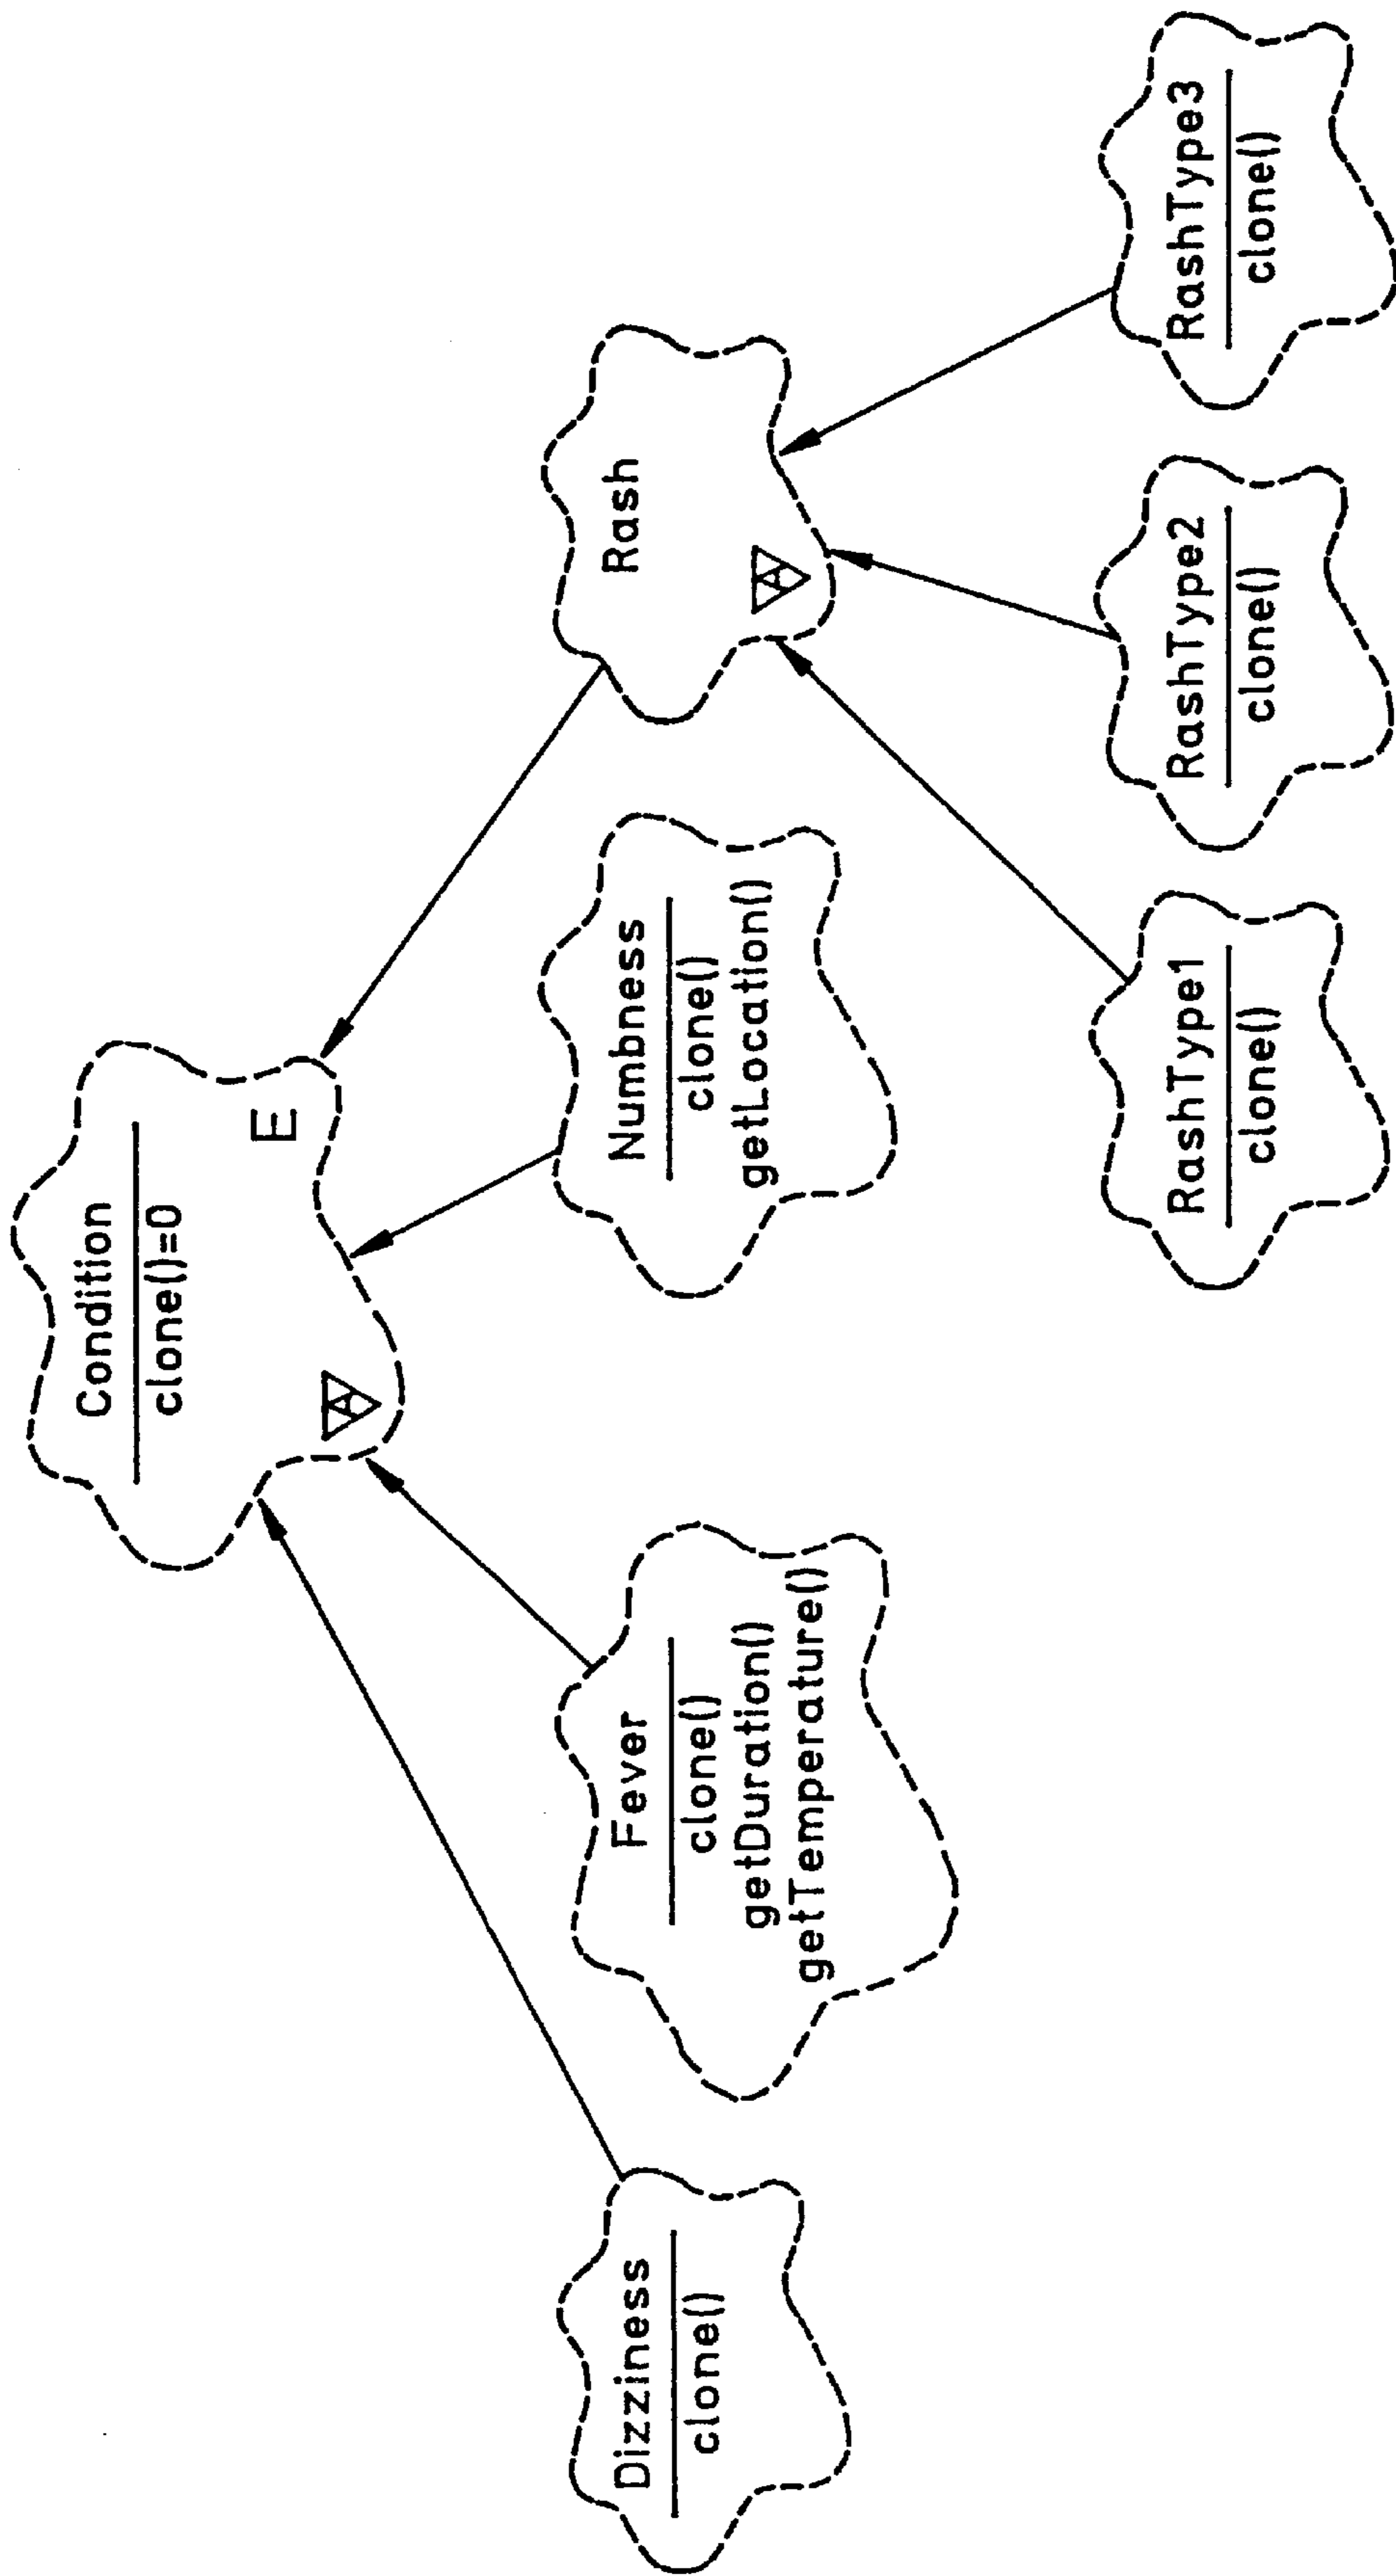 Condition
clone()=0
A
E
Dizziness
clone()
Fever
clone()
getDuration()
getTemperature()
Numbness
clone()
getLocation()
Rash
A
RashType1
clone()
RashType2
clone()
RashType3
clone()